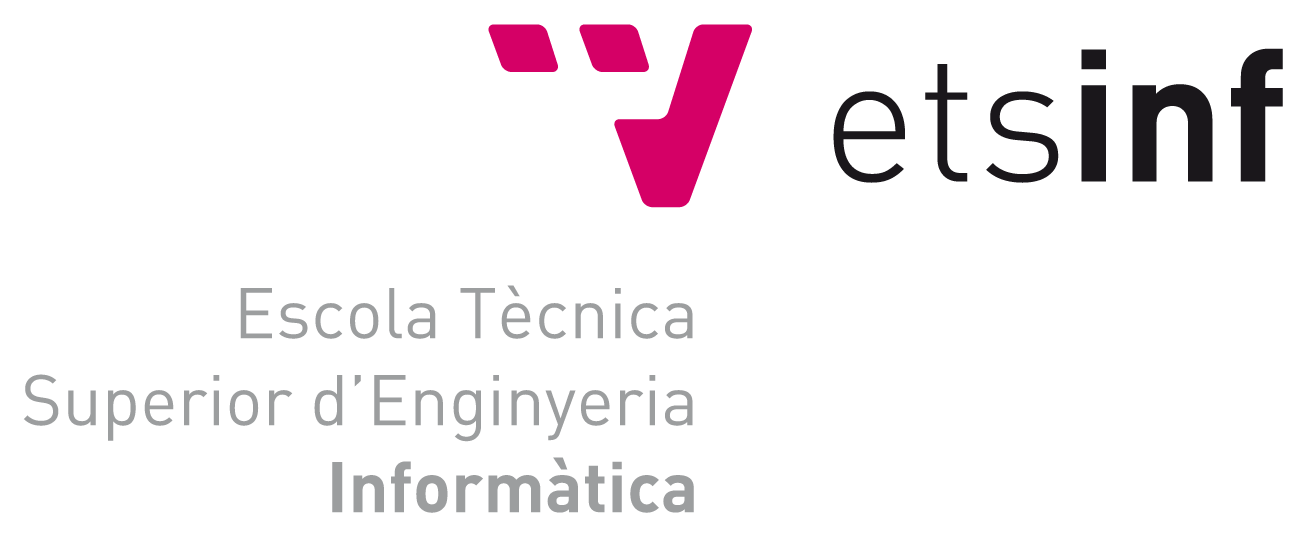 etsinf
Escola Tècnica
Superior d’Enginyeria
Informàtica